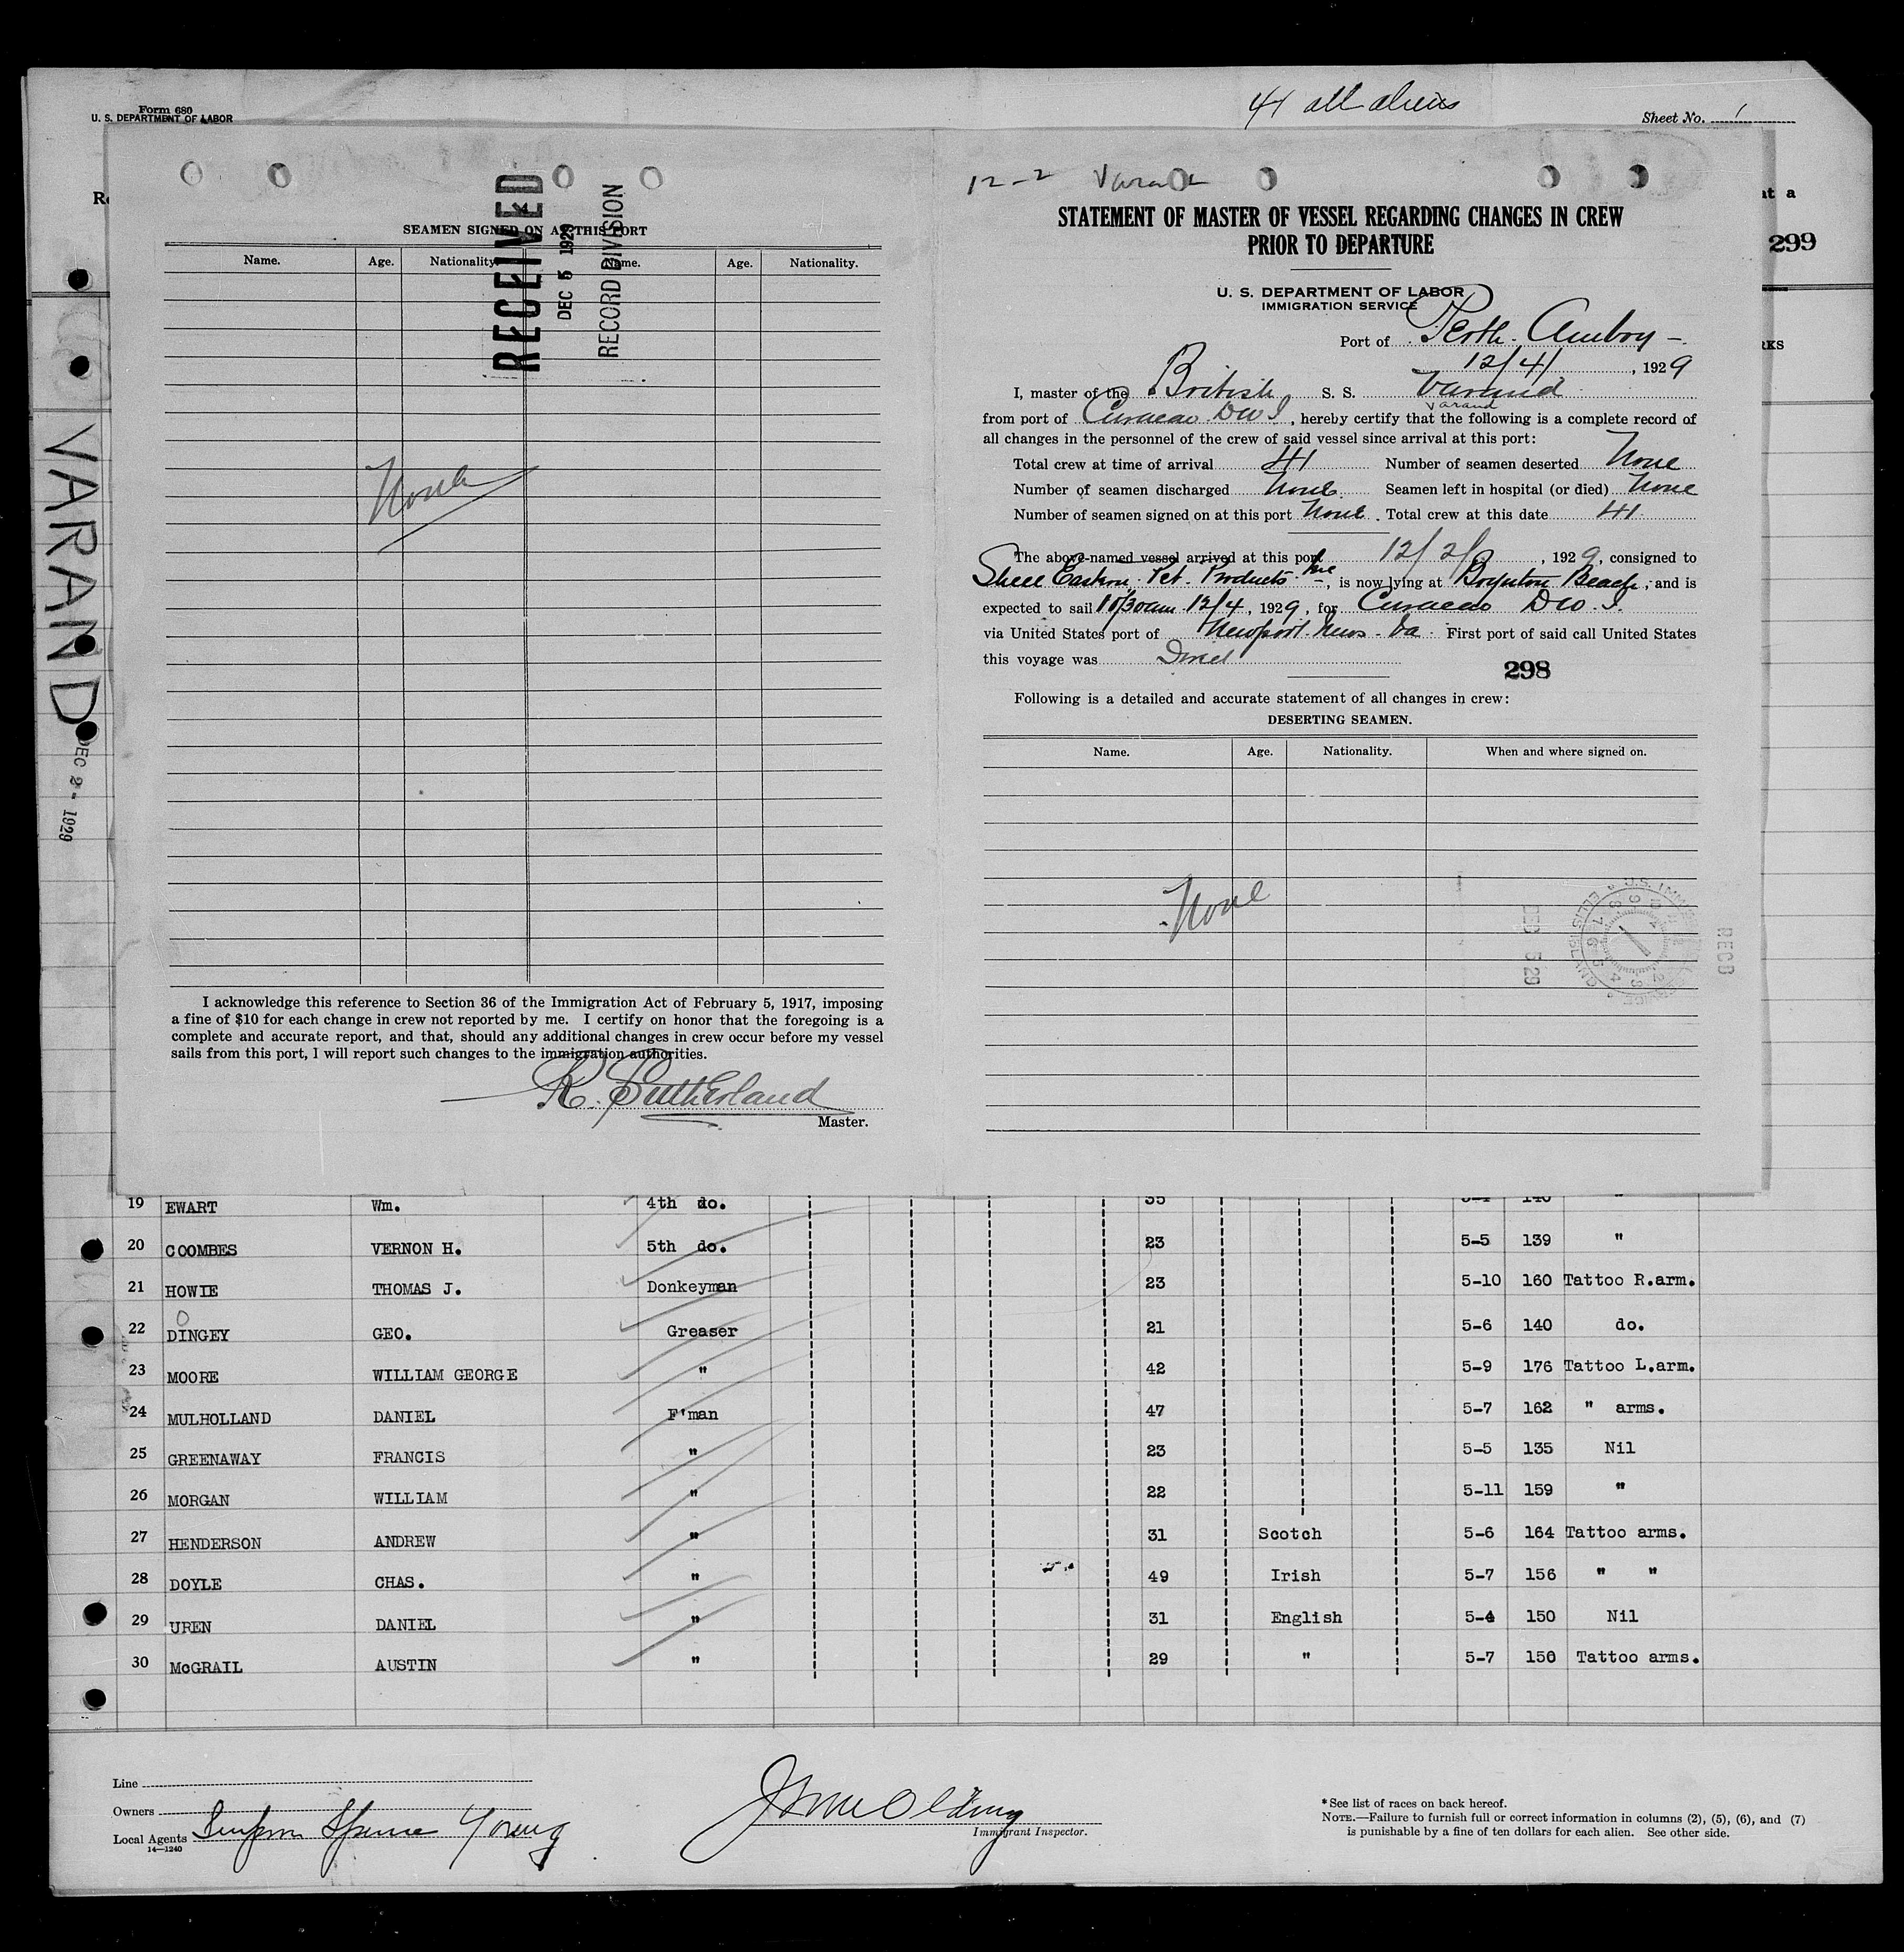 Form 680
U. S. DEPARTMENT OF LABOR
41 all aliens
Sheet No. 1
at a
299
VARAND
DEC 2 - 1929
RECEIVED
DEC 5 1929
RECORD DIVISION
SEAMEN SIGNED ON AT THIS PORT
Name. Age. Nationality. Name. Age. Nationality.
None
I acknowledge this reference to Section 36 of the Immigration Act of February 5, 1917, imposing
a fine of $10 for each change in crew not reported by me. I certify on honor that the foregoing is a
complete and accurate report, and that, should any additional changes in crew occur before my vessel
sails from this port, I will report such changes to the immigration authorities.
R. Sutherland
Master.
12-2 Varand
STATEMENT OF MASTER OF VESSEL REGARDING CHANGES IN CREW
PRIOR TO DEPARTURE
U. S. DEPARTMENT OF LABOR
IMMIGRATION SERVICE
Port of Perth Amboy -
12/4/, 1929
I, master of the British S. S. Varand
Varand
from port of Curacao DWI, hereby certify that the following is a complete record of
all changes in the personnel of the crew of said vessel since arrival at this port:
Total crew at time of arrival 41 Number of seamen deserted None
Number of seamen discharged None Seamen left in hospital (or died) None
Number of seamen signed on at this port None. Total crew at this date 41
The above-named vessel arrived at this port 12/2/, 1929, consigned to
Shell Eastern Pet. Products Inc, is now lying at Boynton Beach, and is
expected to sail 11/30am 12/4, 1929, for Curacao DW.I.
via United States port of Newport News - Va. First port of said call United States
this voyage was Direct
298
Following is a detailed and accurate statement of all changes in crew:
DESERTING SEAMEN.
Name. Age. Nationality. When and where signed on.
None
DEC 5 29
RECD
19 EWART Wm. 4th do. 35 140 "
20 COOMBES VERNON H. 5th do. 23 5-5 139 "
21 HOWIE THOMAS J. Donkeyman 23 5-10 160 Tattoo R.arm.
22 DINGEY GEO. Greaser 21 5-6 140 do.
23 MOORE WILLIAM GEORGE " 42 5-9 176 Tattoo L.arm.
24 MULHOLLAND DANIEL F'man 47 5-7 162 " arms.
25 GREENAWAY FRANCIS " 23 5-5 135 Nil
26 MORGAN WILLIAM " 22 5-11 159 "
27 HENDERSON ANDREW " 31 Scotch 5-6 164 Tattoo arms.
28 DOYLE CHAS. " 49 Irish 5-7 156 " "
29 UREN DANIEL " 31 English 5-4 150 Nil
30 McGRAIL AUSTIN " 29 " 5-7 150 Tattoo arms.
Line
Owners
Local Agents Simpson Spence Young
14—1240
Immigrant Inspector.
* See list of races on back hereof.
NOTE.—Failure to furnish full or correct information in columns (2), (5), (6), and (7)
is punishable by a fine of ten dollars for each alien. See other side.